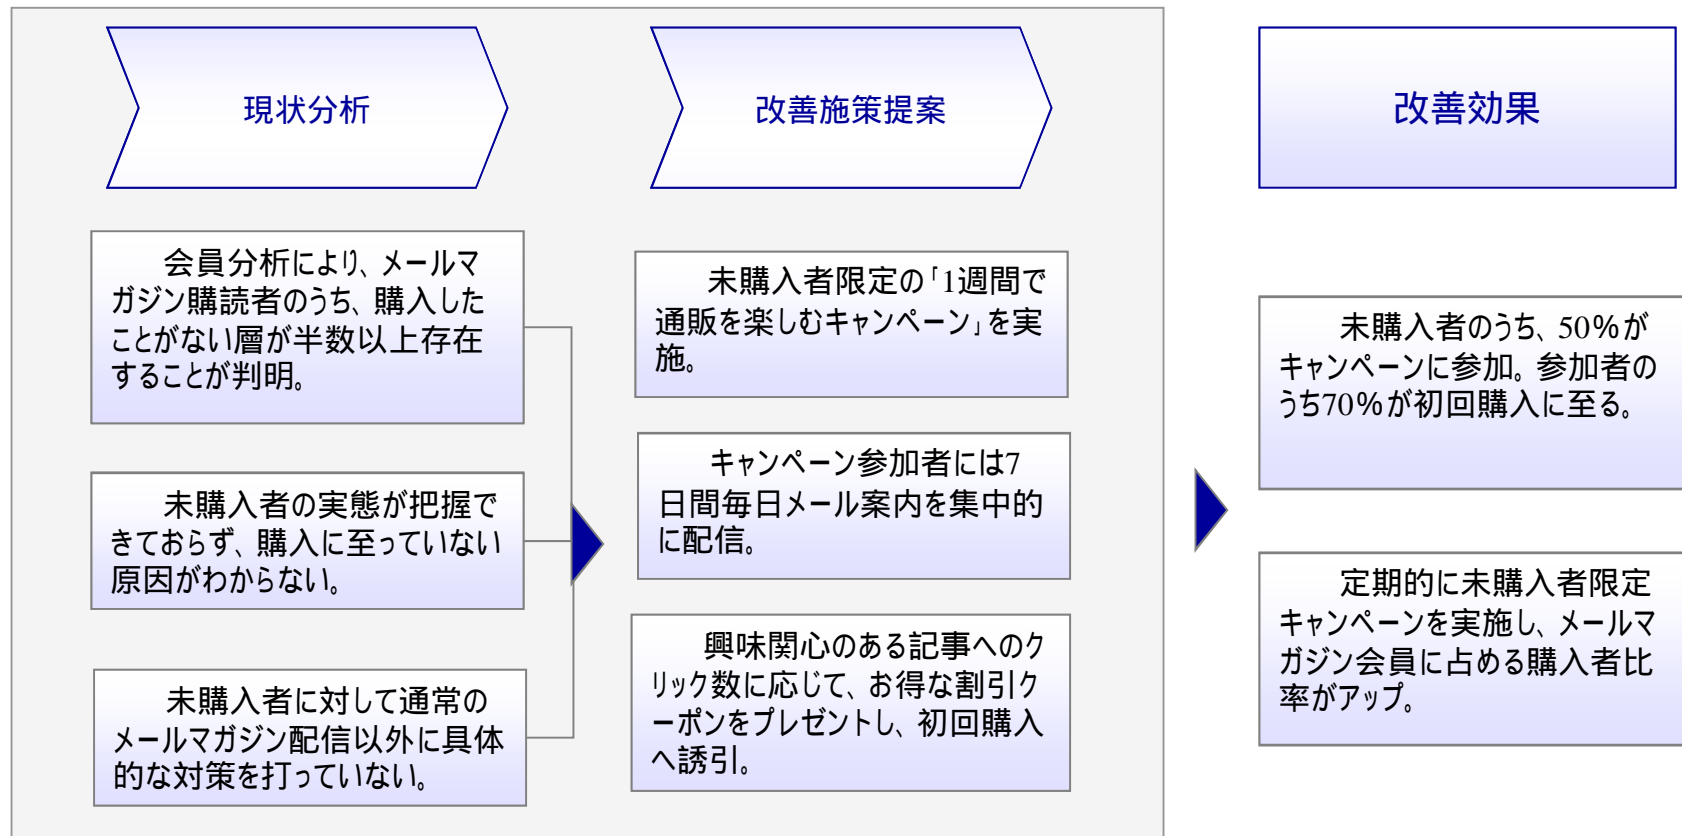 現状分析
会員分析により、メールマ
ガジン購読者のうち、購入した
ことがない層が半数以上存在
することが判明。
未購入者の実態が把握で
きておらず、購入に至っていない
原因がわからない。
未購入者に対して通常の
メールマガジン配信以外に具体
的な対策を打っていない。
改善施策提案
未購入者限定の「1週間で
通販を楽しむキャンペーン」を実
施。
キャンペーン参加者には7
日間毎日メール案内を集中的
に配信。
興味関心のある記事へのク
リック数に応じて、お得な割引ク
ーポンをプレゼントし、初回購入
へ誘引。
改善効果
未購入者のうち、50%が
キャンペーンに参加。参加者の
うち70%が初回購入に至る。
定期的に未購入者限定
キャンペーンを実施し、メールマ
ガジン会員に占める購入者比
率がアップ。